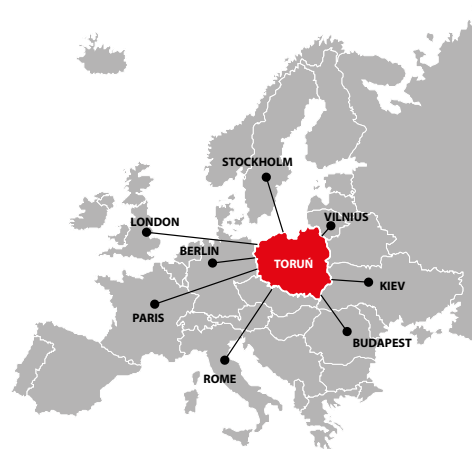 STOCKHOLM
VILNIUS
LONDON
BERLIN
TORUŃ
KIEV
PARIS
BUDAPEST
ROME